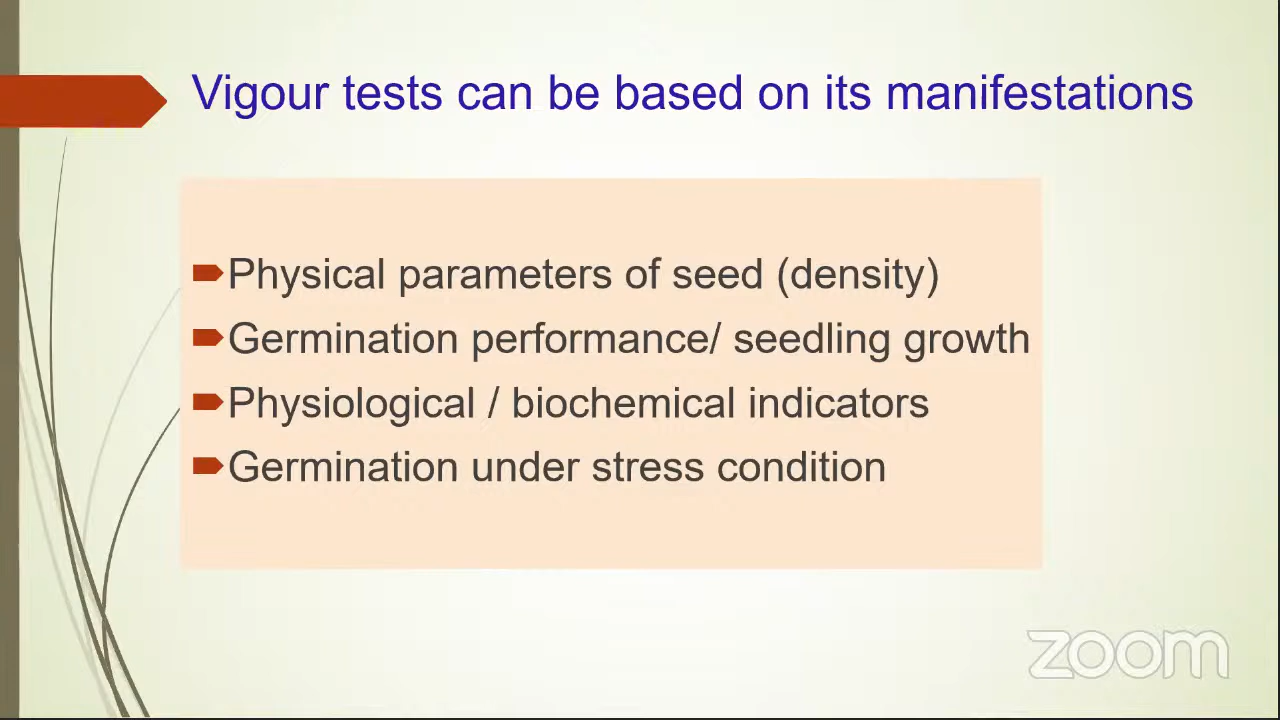 Vigour tests can be based on its manifestations
Physical parameters of seed (density)
Germination performance/ seedling growth
Physiological / biochemical indicators
Germination under stress condition
zoom